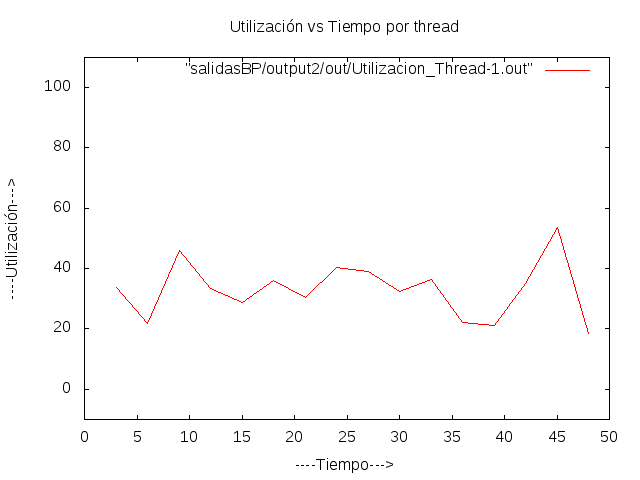 Utilización vs Tiempo por thread
"salidasBP/output2/out/Utilizacion_Thread-1.out"
100
80
60
40
20
0
----Utilización--->
0 5 10 15 20 25 30 35 40 45 50
----Tiempo--->